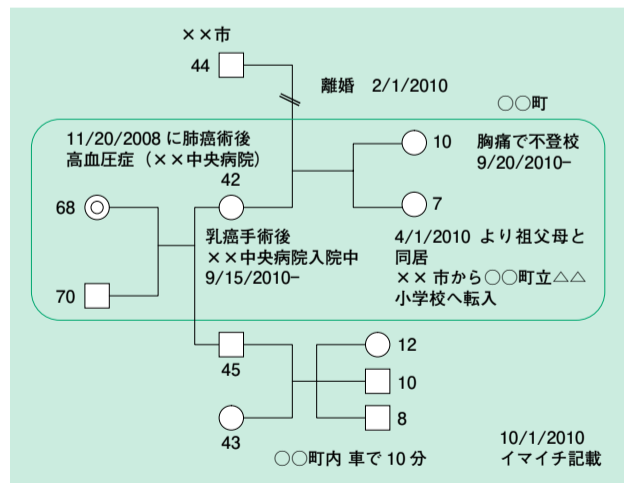 ××市
44
離婚 2/1/2010
○○町
11/20/2008 に肺癌術後
高血圧症（××中央病院）
42
10
胸痛で不登校
9/20/2010−
68
7
乳癌手術後
××中央病院入院中
9/15/2010−
4/1/2010 より祖父母と
同居
××市から○○町立△△
小学校へ転入
70
45
12
10
8
43
○○町内 車で10分
10/1/2010
イマイチ記載